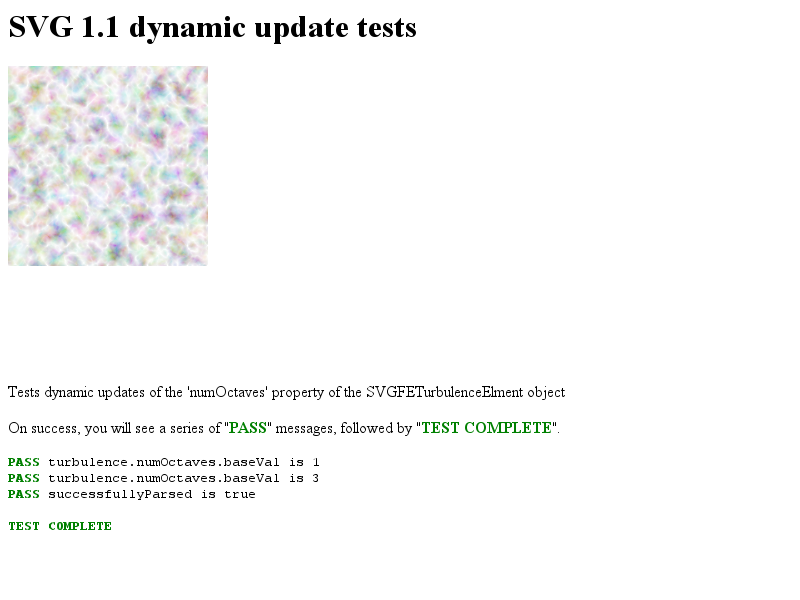 SVG 1.1 dynamic update tests
Tests dynamic updates of the 'numOctaves' property of the SVGFETurbulenceElment object
On success, you will see a series of "PASS" messages, followed by "TEST COMPLETE".
PASS turbulence.numOctaves.baseVal is 1
PASS turbulence.numOctaves.baseVal is 3
PASS successfullyParsed is true
TEST COMPLETE